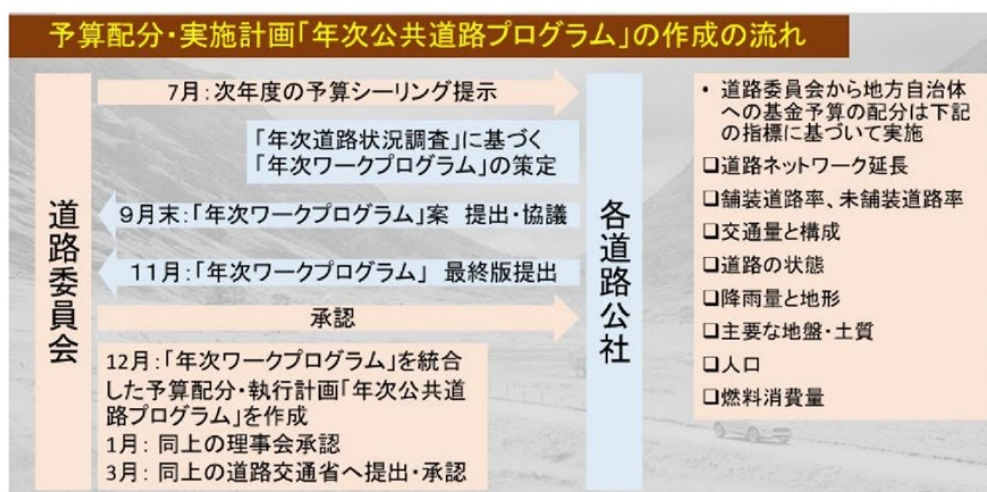 予算配分・実施計画「年次公共道路プログラム」の作成の流れ
道路委員会
7月：次年度の予算シーリング提示
「年次道路状況調査」に基づく
「年次ワークプログラム」の策定
9月末：「年次ワークプログラム」案　提出・協議
11月：「年次ワークプログラム」　最終版提出
承認
12月：「年次ワークプログラム」を統合
した予算配分・執行計画「年次公共道
路プログラム」を作成
1月：同上の理事会承認
3月：同上の道路交通省へ提出・承認
各道路公社
• 道路委員会から地方自治体
への基金予算の配分は下記
の指標に基づいて実施
❑道路ネットワーク延長
❑舗装道路率、未舗装道路率
❑交通量と構成
❑道路の状態
❑降雨量と地形
❑主要な地盤・土質
❑人口
❑燃料消費量